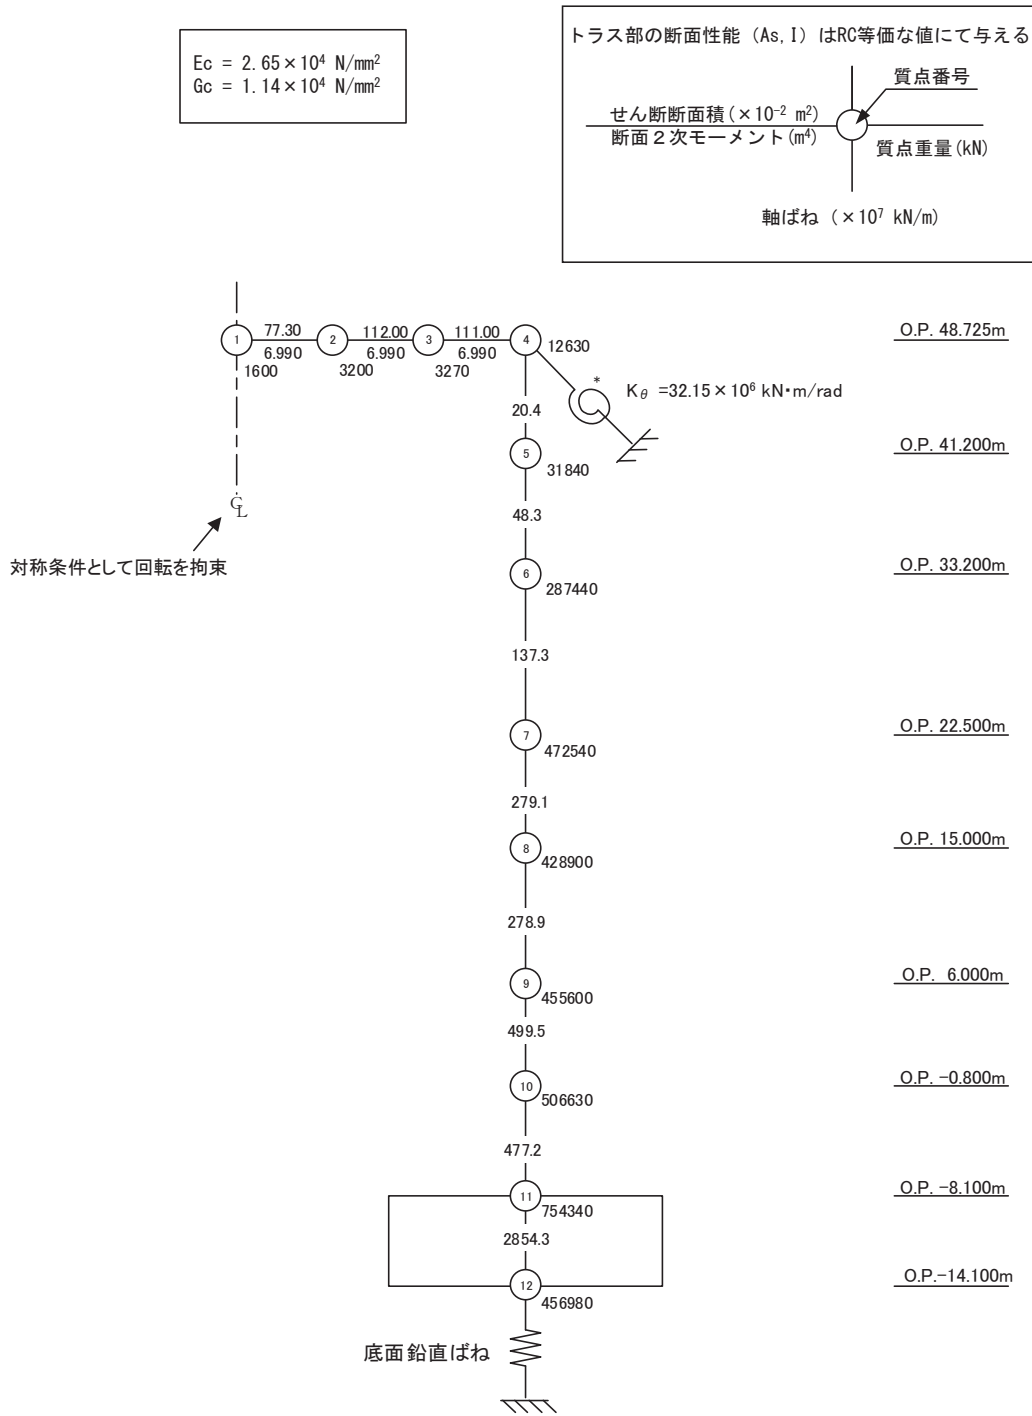 Ec = 2.65×10⁴ N/mm²
Gc = 1.14×10⁴ N/mm²
トラス部の断面性能（As,I）はRC等価な値にて与える
質点番号
せん断断面積(×10⁻² m²)
断面２次モーメント(m⁴)
質点重量(kN)
軸ばね（×10⁷ kN/m）
1
77.30
6.990
1600
2
112.00
6.990
3200
3
111.00
6.990
3270
4
12630
O.P. 48.725m
*
Kθ =32.15×10⁶ kN・m/rad
20.4
5
31840
O.P. 41.200m
CL
対称条件として回転を拘束
48.3
6
287440
O.P. 33.200m
137.3
7
472540
O.P. 22.500m
279.1
8
428900
O.P. 15.000m
278.9
9
455600
O.P. 6.000m
499.5
10
506630
O.P. -0.800m
477.2
11
754340
O.P. -8.100m
2854.3
12
456980
O.P.-14.100m
底面鉛直ばね